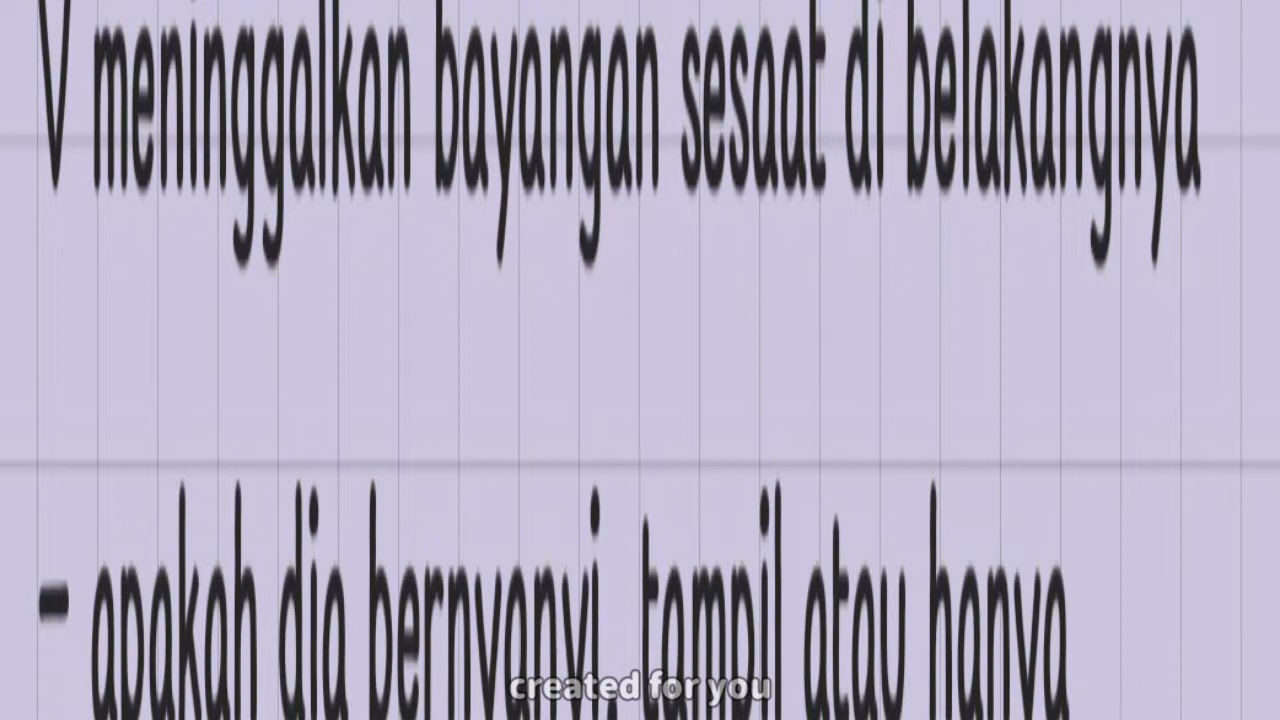 V meninggalkan bayangan sesaat di belakangnya
- apakah dia bernyanyi, tampil atau hanya
created for you